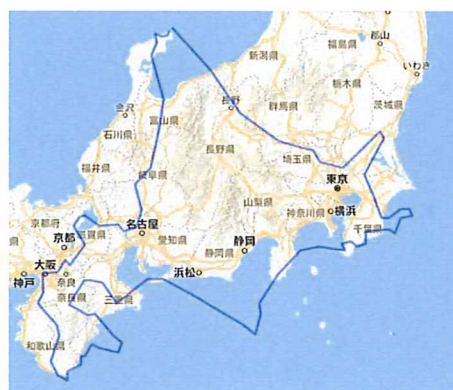 福島県
郡山
新潟県
いわき
栃木県
金沢
長野
群馬県
茨城県
富山県
石川県
長野県
埼玉県
福井県
岐阜県
東京
山梨県
神奈川県
横浜
京都府
名古屋
千葉県
京都
滋賀県
愛知県
静岡県
静岡
大阪
奈良
神戸
浜松
奈良県
三重県
和歌山県